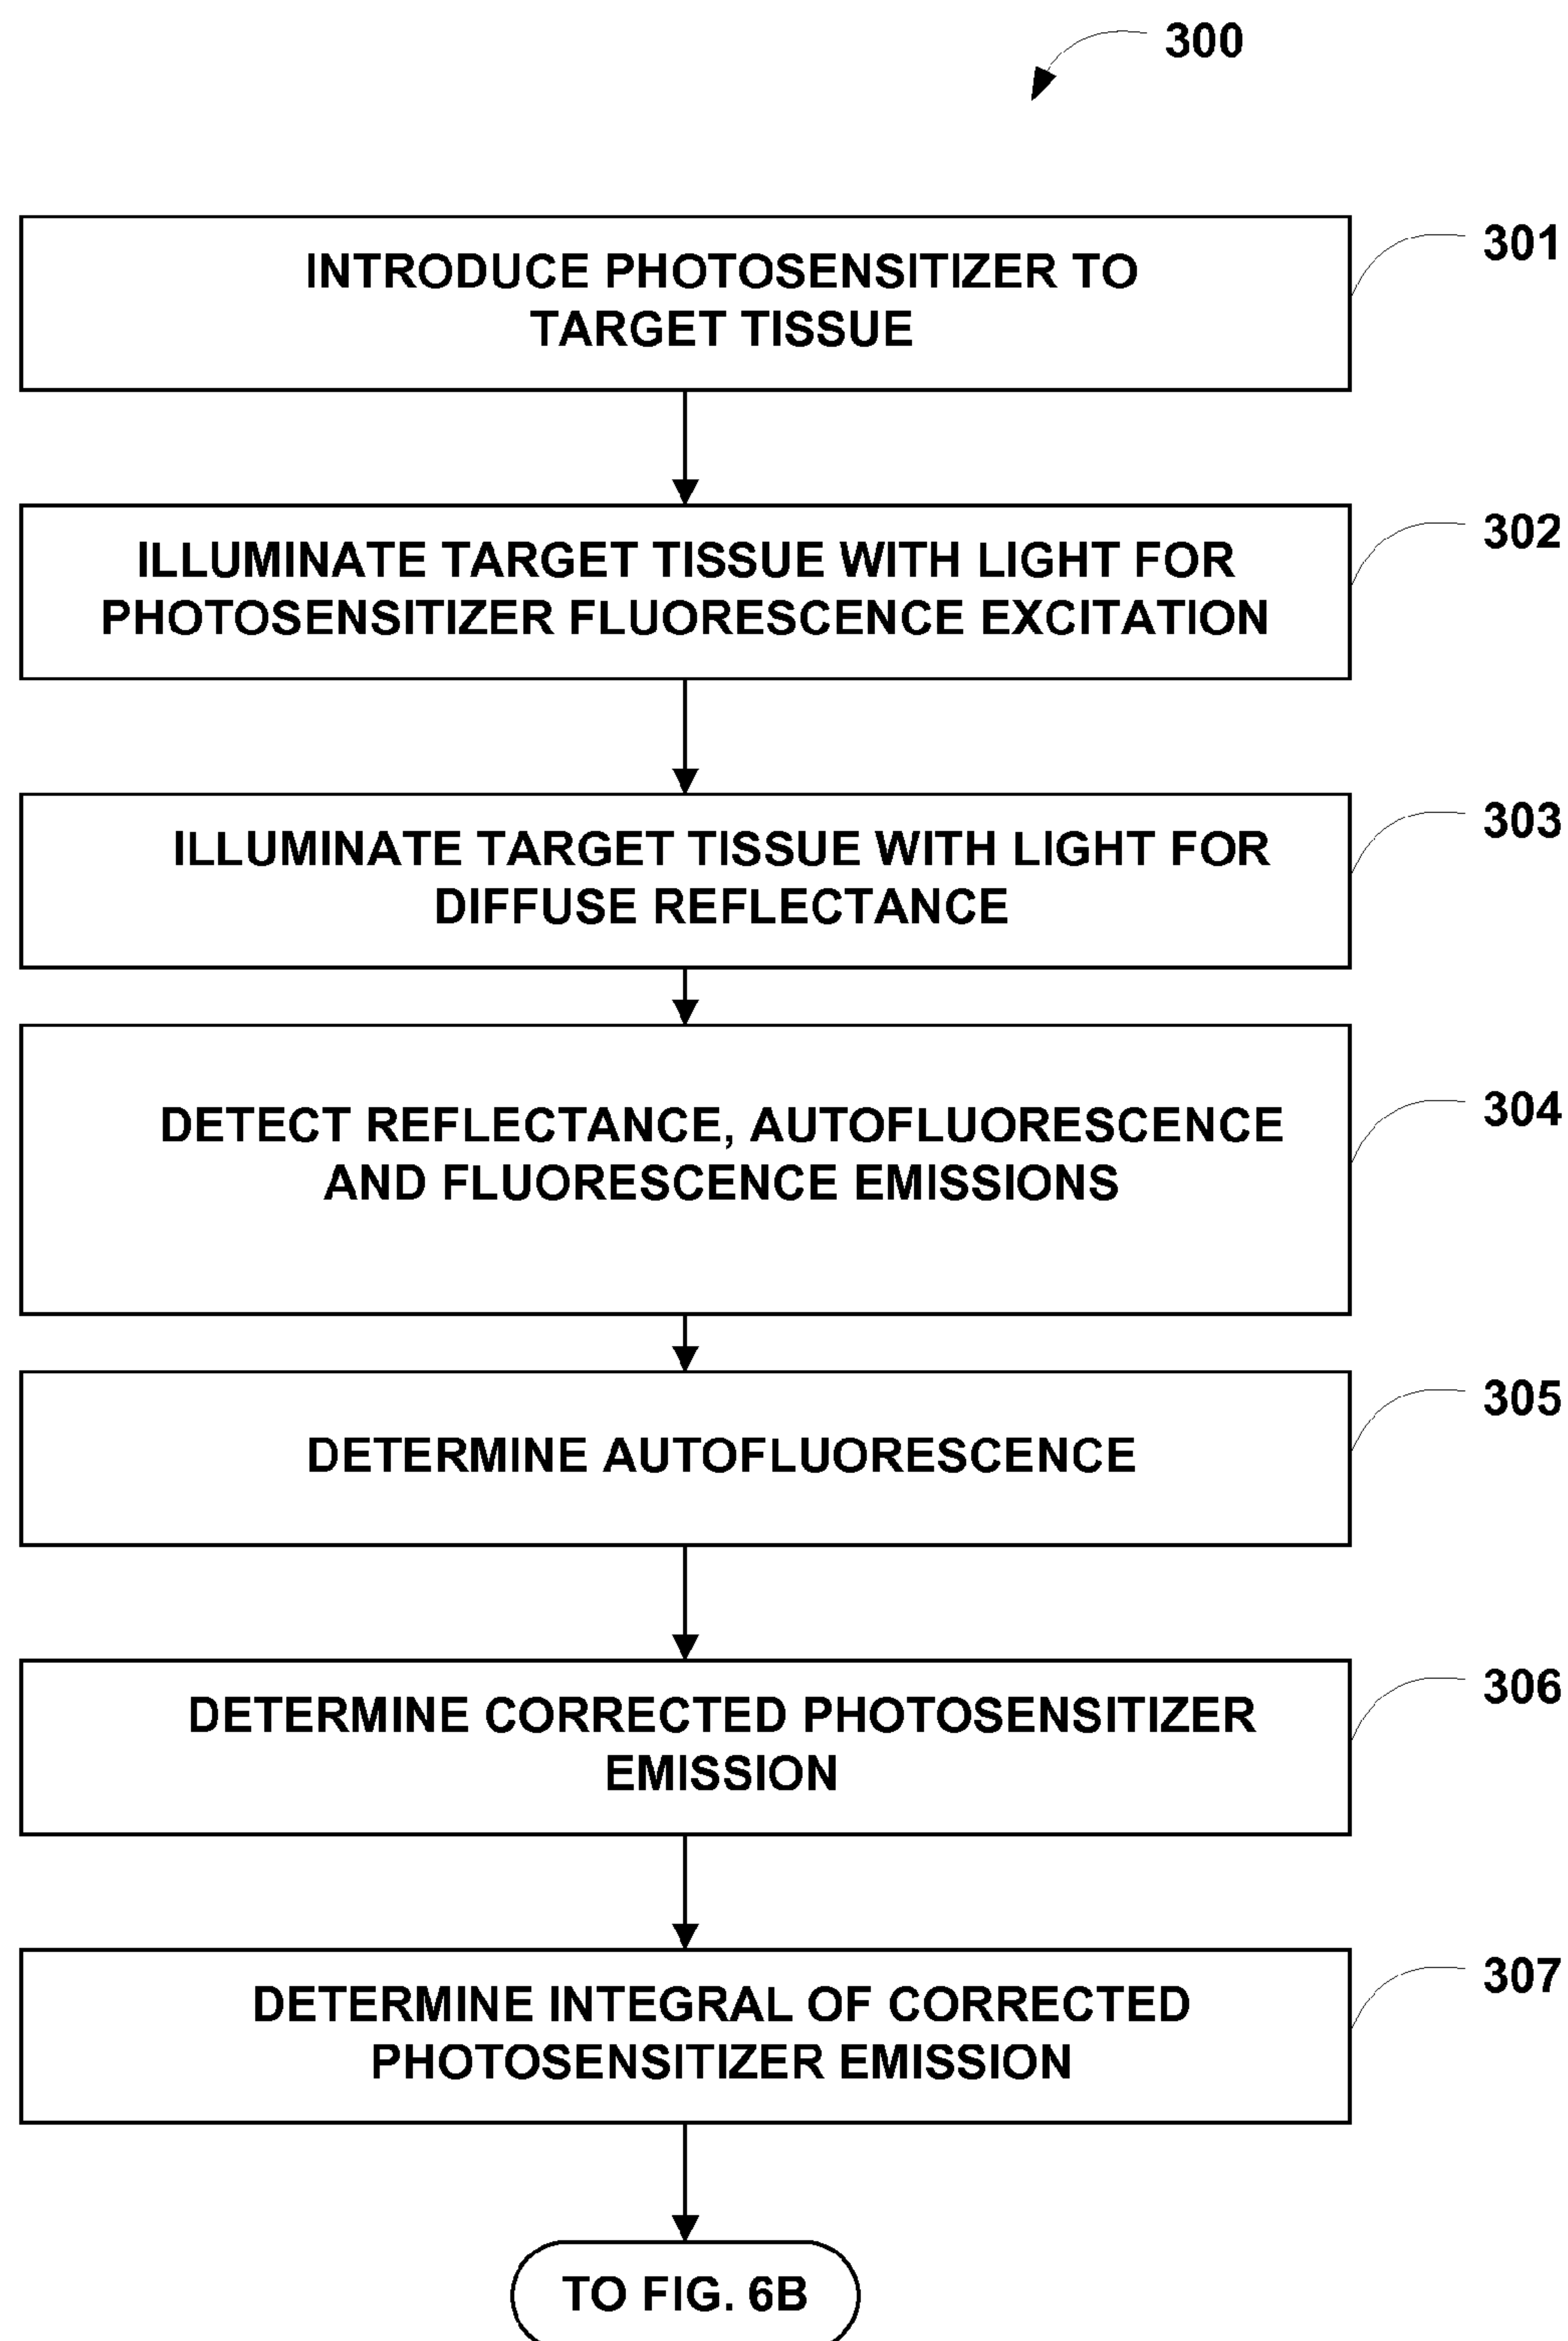 300
INTRODUCE PHOTOSENSITIZER TO
TARGET TISSUE
301
ILLUMINATE TARGET TISSUE WITH LIGHT FOR
PHOTOSENSITIZER FLUORESCENCE EXCITATION
302
ILLUMINATE TARGET TISSUE WITH LIGHT FOR
DIFFUSE REFLECTANCE
303
DETECT REFLECTANCE, AUTOFLUORESCENCE
AND FLUORESCENCE EMISSIONS
304
DETERMINE AUTOFLUORESCENCE
305
DETERMINE CORRECTED PHOTOSENSITIZER
EMISSION
306
DETERMINE INTEGRAL OF CORRECTED
PHOTOSENSITIZER EMISSION
307
TO FIG. 6B